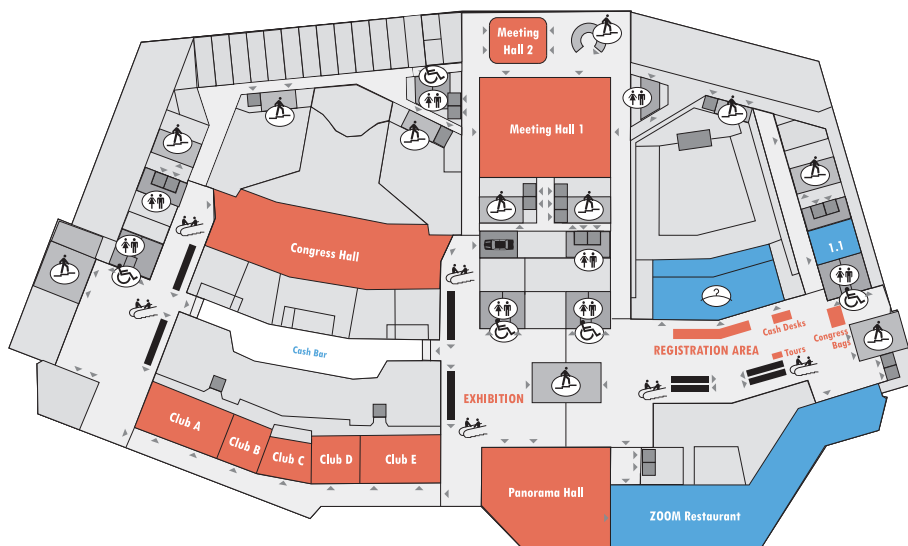 Meeting
Hall 2
Meeting Hall 1
Congress Hall
1.1
?
Cash Desks
Congress
Bags
REGISTRATION AREA
Tours
Cash Bar
EXHIBITION
Club A
Club B
Club C
Club D
Club E
Panorama Hall
ZOOM Restaurant